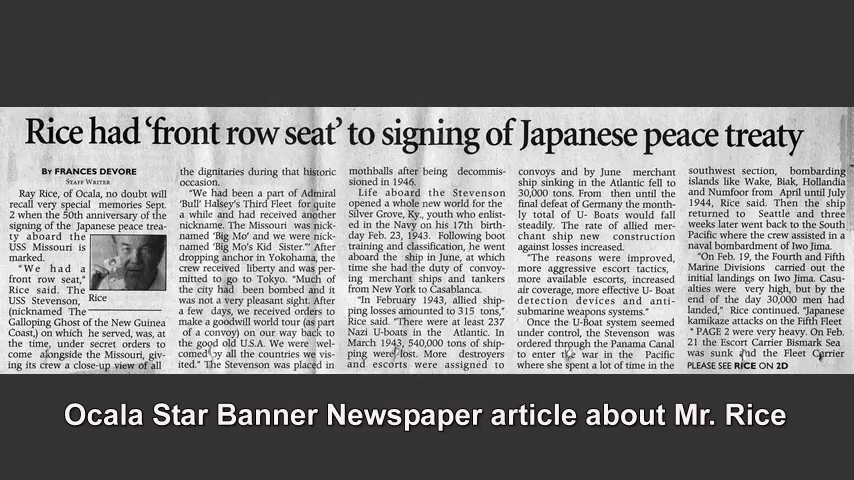 Rice had ‘front row seat’ to signing of Japanese peace treaty
By FRANCES DEVORE
STAFF WRITER
Ray Rice, of Ocala, no doubt will
recall very special memories Sept.
2 when the 50th anniversary of the
signing of the Japanese peace trea-
ty aboard the
USS Missouri is
marked.
“We had a
front row seat,”
Rice said. The
USS Stevenson,
(nicknamed The
Rice
Galloping Ghost of the New Guinea
Coast,) on which he served, was, at
the time, under secret orders to
come alongside the Missouri, giv-
ing its crew a close-up view of all
the dignitaries during that historic
occasion.
“We had been a part of Admiral
‘Bull’ Halsey’s Third Fleet for quite
a while and had received another
nickname. The Missouri was nick-
named ‘Big Mo’ and we were nick-
named ‘Big Mo’s Kid Sister.’” After
dropping anchor in Yokohama, the
crew received liberty and was per-
mitted to go to Tokyo. “Much of
the city had been bombed and it
was not a very pleasant sight. After
a few days, we received orders to
make a goodwill world tour (as part
of a convoy) on our way back to
the good old U.S.A. We were wel-
comed by all the countries we vis-
ited.” The Stevenson was placed in
mothballs after being decommis-
sioned in 1946.
Life aboard the Stevenson
opened a whole new world for the
Silver Grove, Ky., youth who enlist-
ed in the Navy on his 17th birth-
day Feb. 23, 1943. Following boot
training and classification, he went
aboard the ship in June, at which
time she had the duty of convoy-
ing merchant ships and tankers
from New York to Casablanca.
“In February 1943, allied ship-
ping losses amounted to 315 tons,”
Rice said. “There were at least 237
Nazi U-boats in the Atlantic. In
March 1943, 540,000 tons of ship-
ping were lost. More destroyers
and escorts were assigned to
convoys and by June merchant
ship sinking in the Atlantic fell to
30,000 tons. From then until the
final defeat of Germany the month-
ly total of U- Boats would fall
steadily. The rate of allied mer-
chant ship new construction
against losses increased.
“The reasons were improved,
more aggressive escort tactics,
more available escorts, increased
air coverage, more effective U- Boat
detection devices and anti-
submarine weapons systems.”
Once the U-boat system seemed
under control, the Stevenson was
ordered through the Panama Canal
to enter the war in the Pacific
where she spent a lot of time in the
southwest section, bombarding
islands like Wake, Biak, Hollandia
and Numfoor from April until July
1944, Rice said. Then the ship
returned to Seattle and three
weeks later went back to the South
Pacific where the crew assisted in a
naval bombardment of Iwo Jima.
“On Feb. 19, the Fourth and Fifth
Marine Divisions carried out the
initial landings on Iwo Jima. Casu-
alties were very high, but by the
end of the day 30,000 men had
landed,” Rice continued. “Japanese
kamikaze attacks on the Fifth Fleet
" PAGE 2 were very heavy. On Feb.
21 the Escort Carrier Bismark Sea
was sunk and the Fleet Carrier
PLEASE SEE RICE ON 2D
Ocala Star Banner Newspaper article about Mr. Rice